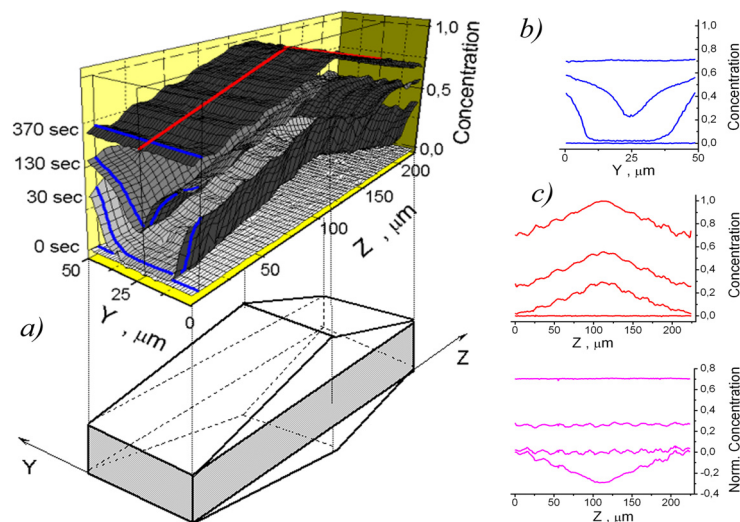 a)
370 sec
130 sec
30 sec
0 sec
50
25
0
Y , μm
50
100
150
200
Z , μm
1,0
0,5
0,0
Concentration
Y
Z
b)
1,0
0,8
0,6
0,4
0,2
0,0
Concentration
0
25
50
Y , μm
c)
1,0
0,8
0,6
0,4
0,2
0,0
Concentration
0
50
100
150
200
Z , μm
0,8
0,6
0,4
0,2
0,0
-0,2
-0,4
Norm. Concentration
0
50
100
150
200
Z , μm